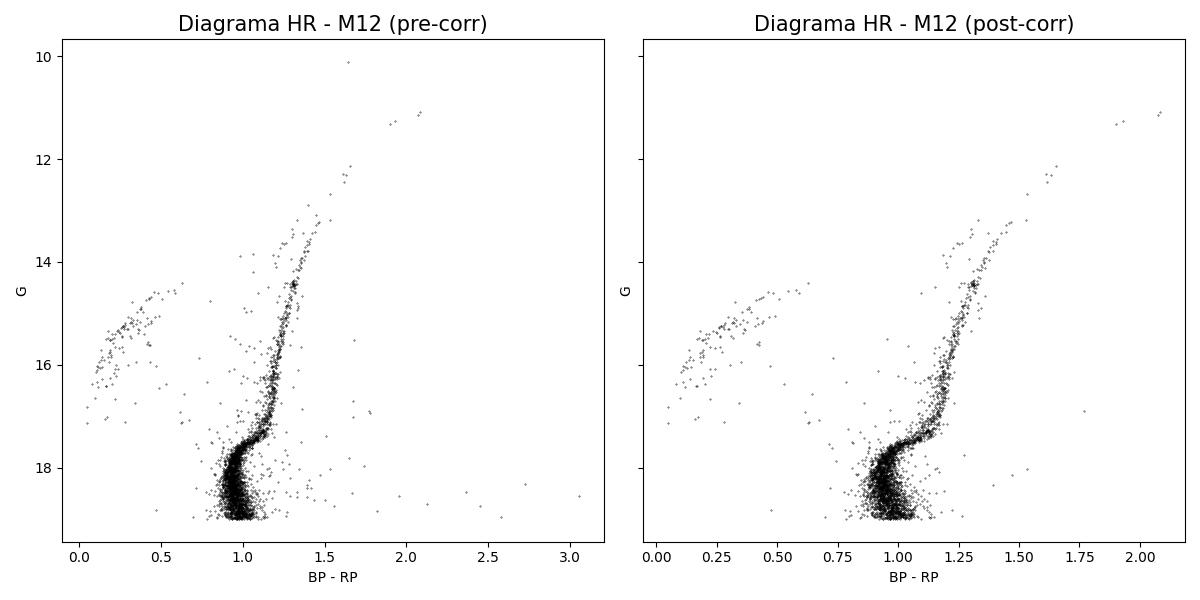 Diagrama HR - M12 (pre-corr)
Diagrama HR - M12 (post-corr)
10
12
14
16
18
G
G
0.0 0.5 1.0 1.5 2.0 2.5 3.0
0.00 0.25 0.50 0.75 1.00 1.25 1.50 1.75 2.00
BP - RP
BP - RP